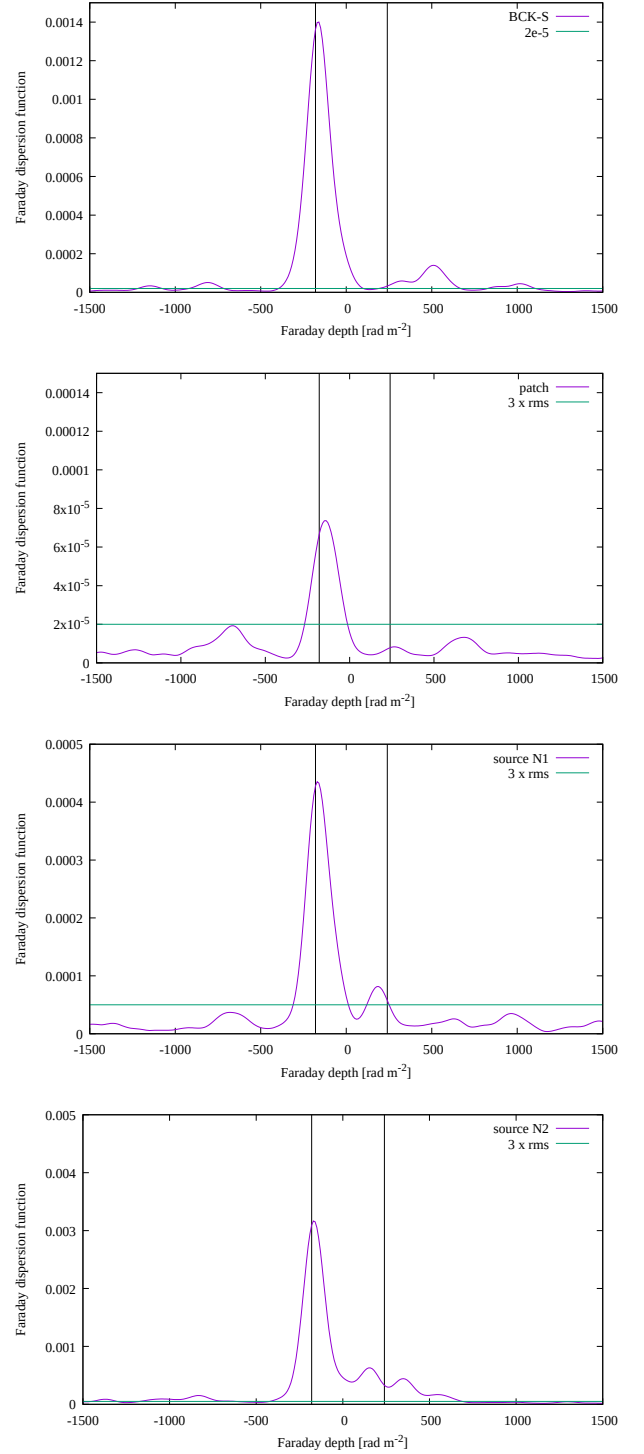 0.0014
0.0012
0.001
0.0008
0.0006
0.0004
0.0002
0
Faraday dispersion function
BCK-S
2e-5
-1500 -1000 -500 0 500 1000 1500
Faraday depth [rad m⁻²]
0.00014
0.00012
0.0001
8x10⁻⁵
6x10⁻⁵
4x10⁻⁵
2x10⁻⁵
0
Faraday dispersion function
patch
3 x rms
-1500 -1000 -500 0 500 1000 1500
Faraday depth [rad m⁻²]
0.0005
0.0004
0.0003
0.0002
0.0001
0
Faraday dispersion function
source N1
3 x rms
-1500 -1000 -500 0 500 1000 1500
Faraday depth [rad m⁻²]
0.005
0.004
0.003
0.002
0.001
0
Faraday dispersion function
source N2
3 x rms
-1500 -1000 -500 0 500 1000 1500
Faraday depth [rad m⁻²]